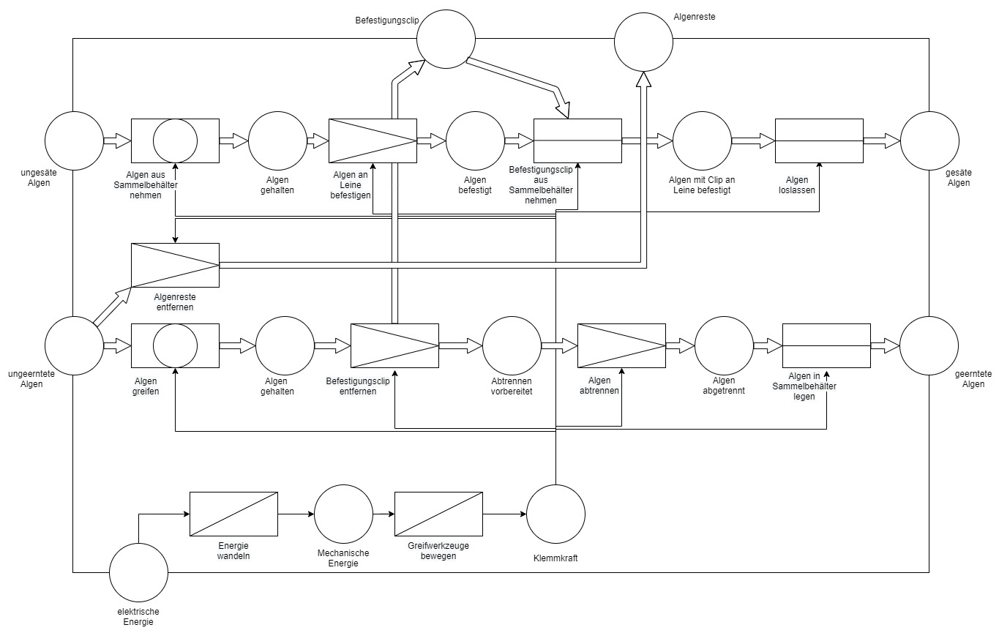 Befestigungsclip
Algenreste
ungesäte
Algen
Algen aus
Sammelbehälter
nehmen
Algen
gehalten
Algen an
Leine
befestigen
Algen
befestigt
Befestigungsclip
aus
Sammelbehälter
nehmen
Algen mit Clip an
Leine befestigt
Algen
loslassen
gesäte
Algen
Algenreste
entfernen
ungeerntete
Algen
Algen
greifen
Algen
gehalten
Befestigungsclip
entfernen
Abtrennen
vorbereitet
Algen
abtrennen
Algen
abgetrennt
Algen in
Sammelbehälter
legen
geerntete
Algen
Energie
wandeln
Mechanische
Energie
Greifwerkzeuge
bewegen
Klemmkraft
elektrische
Energie